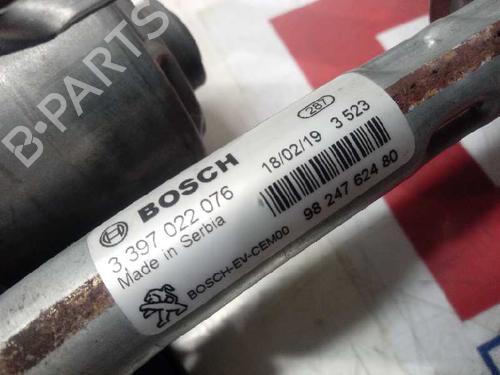 B-PARTS
BOSCH
3 397 022 076
Made in Serbia
BOSCH-EV-CEM00
287
18/02/19 3 523
98 247 624 80